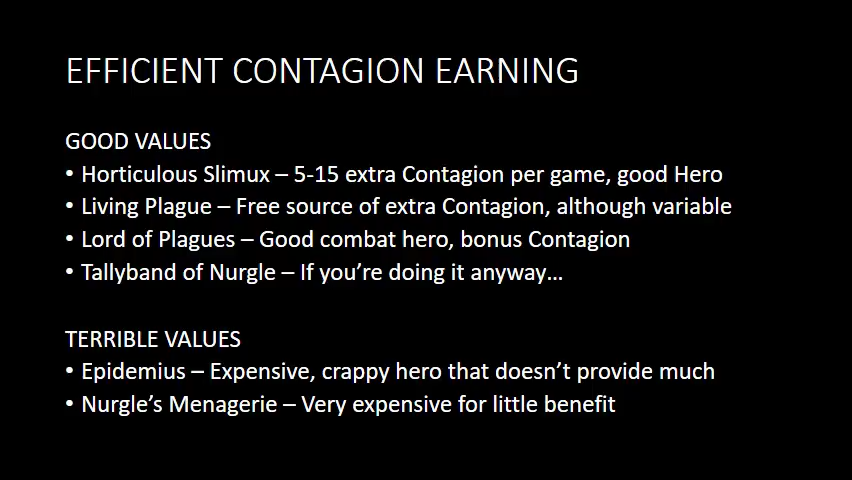 EFFICIENT CONTAGION EARNING
GOOD VALUES
• Horticulous Slimux – 5-15 extra Contagion per game, good Hero
• Living Plague – Free source of extra Contagion, although variable
• Lord of Plagues – Good combat hero, bonus Contagion
• Tallyband of Nurgle – If you're doing it anyway…
TERRIBLE VALUES
• Epidemius – Expensive, crappy hero that doesn't provide much
• Nurgle's Menagerie – Very expensive for little benefit